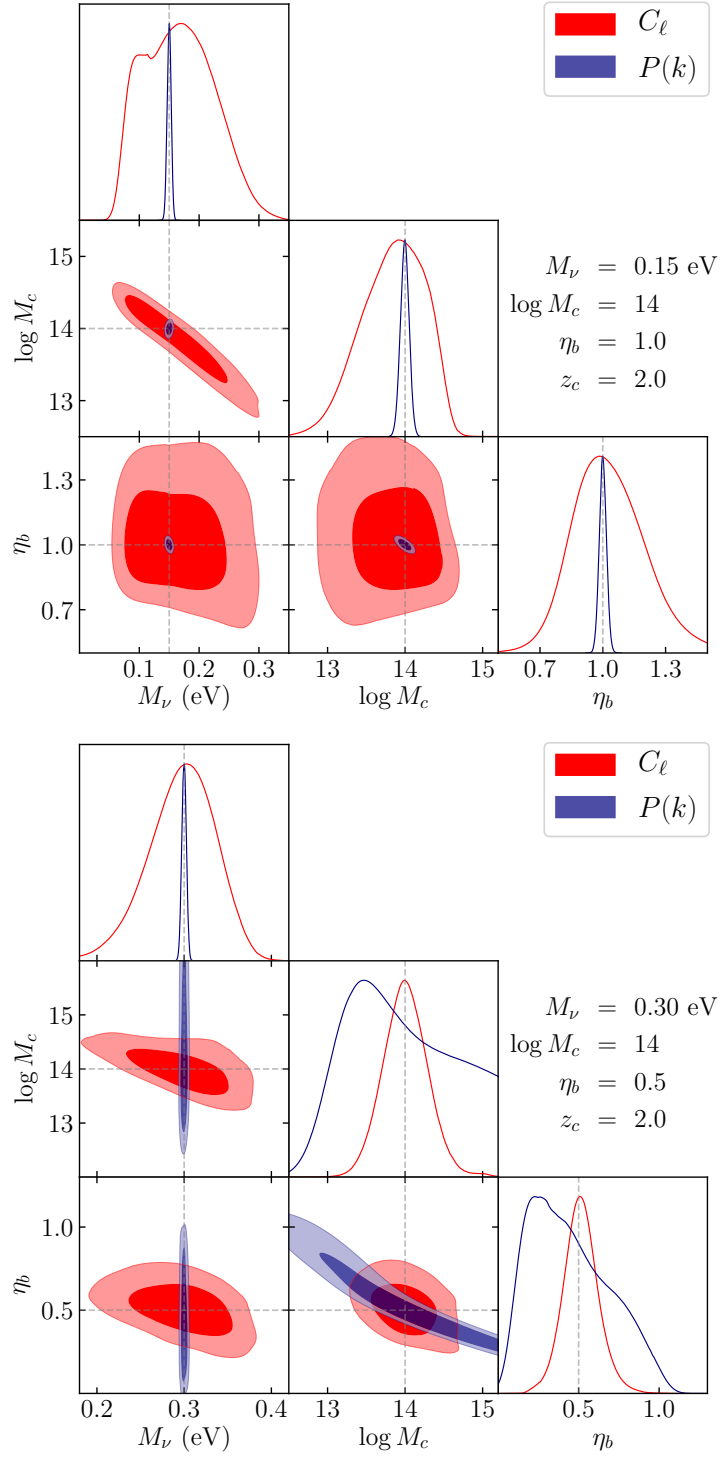 C_ℓ
P(k)
15
14
13
log M_c
M_ν = 0.15 eV
log M_c = 14
η_b = 1.0
z_c = 2.0
1.3
1.0
0.7
η_b
0.1 0.2 0.3
13 14 15
0.7 1.0 1.3
M_ν (eV)
log M_c
η_b
C_ℓ
P(k)
15
14
13
log M_c
M_ν = 0.30 eV
log M_c = 14
η_b = 0.5
z_c = 2.0
1.0
0.5
η_b
0.2 0.3 0.4
13 14 15
0.5 1.0
M_ν (eV)
log M_c
η_b